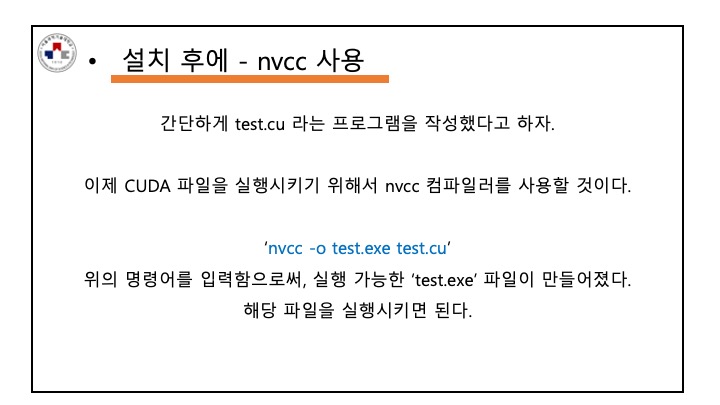 • 설치 후에 - nvcc 사용
간단하게 test.cu 라는 프로그램을 작성했다고 하자.
이제 CUDA 파일을 실행시키기 위해서 nvcc 컴파일러를 사용할 것이다.
‘nvcc -o test.exe test.cu’
위의 명령어를 입력함으로써, 실행 가능한 ‘test.exe’ 파일이 만들어졌다.
해당 파일을 실행시키면 된다.